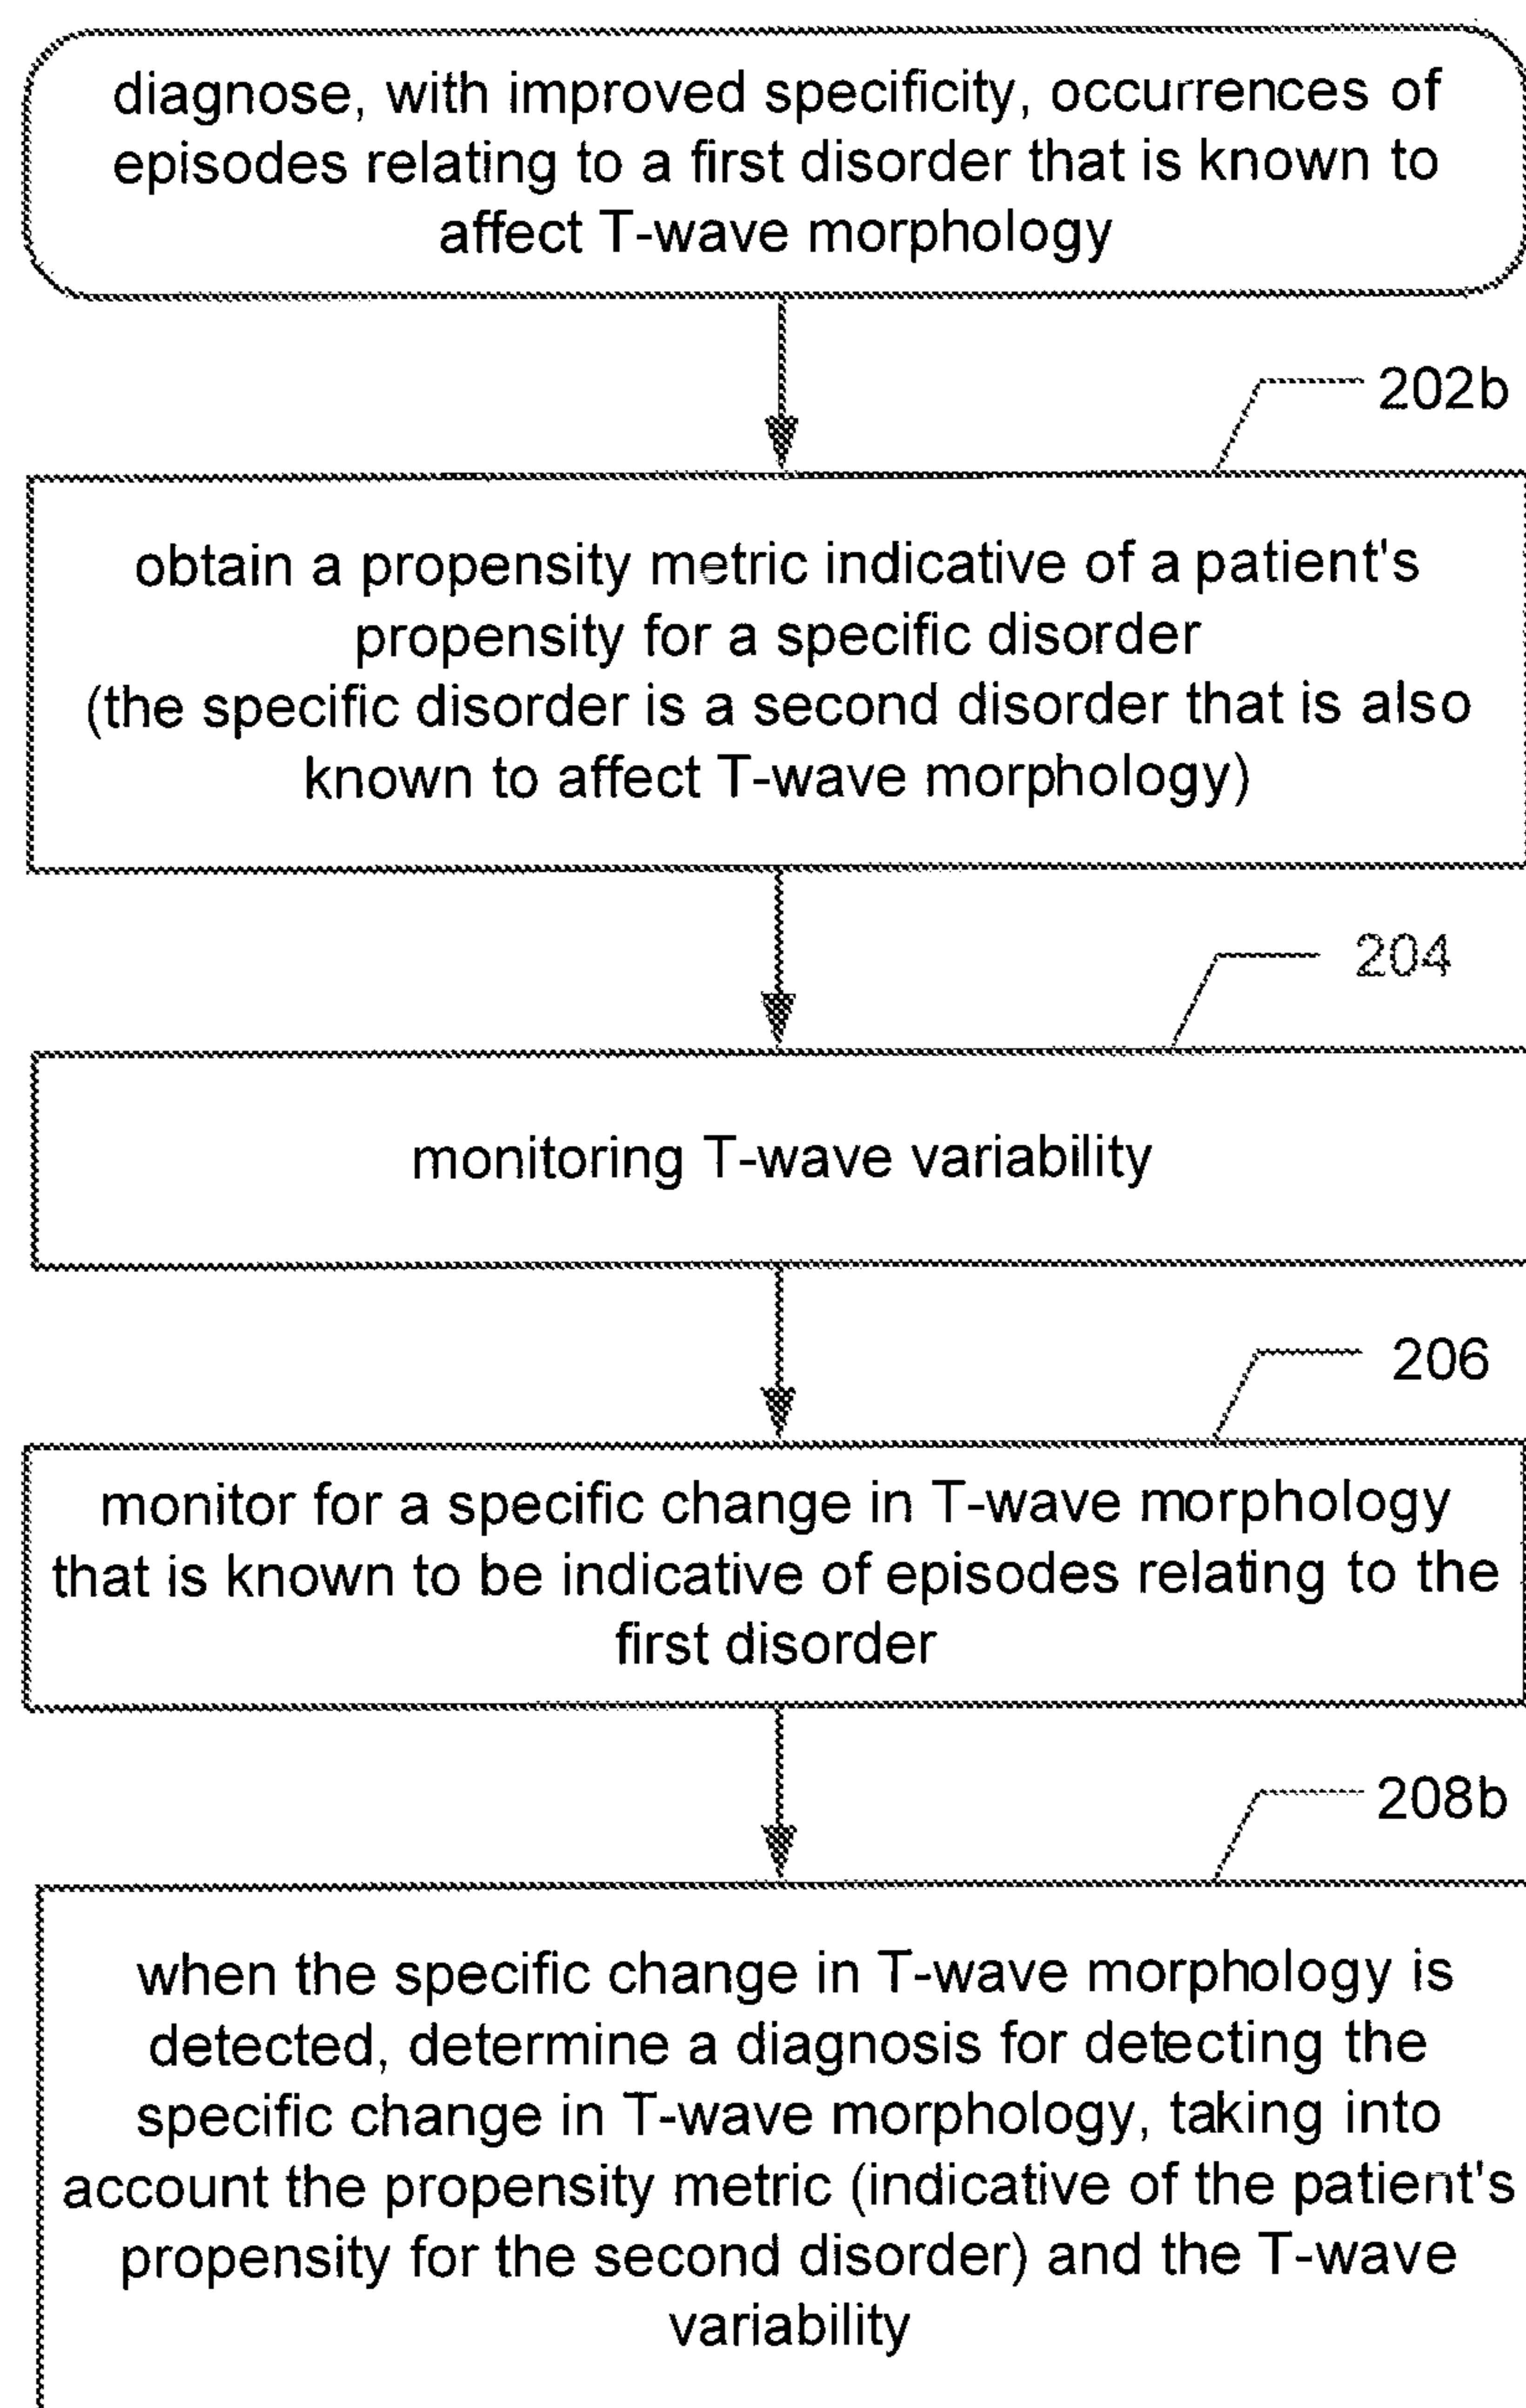 diagnose, with improved specificity, occurrences of
episodes relating to a first disorder that is known to
affect T-wave morphology
202b
obtain a propensity metric indicative of a patient's
propensity for a specific disorder
(the specific disorder is a second disorder that is also
known to affect T-wave morphology)
204
monitoring T-wave variability
206
monitor for a specific change in T-wave morphology
that is known to be indicative of episodes relating to the
first disorder
208b
when the specific change in T-wave morphology is
detected, determine a diagnosis for detecting the
specific change in T-wave morphology, taking into
account the propensity metric (indicative of the patient's
propensity for the second disorder) and the T-wave
variability